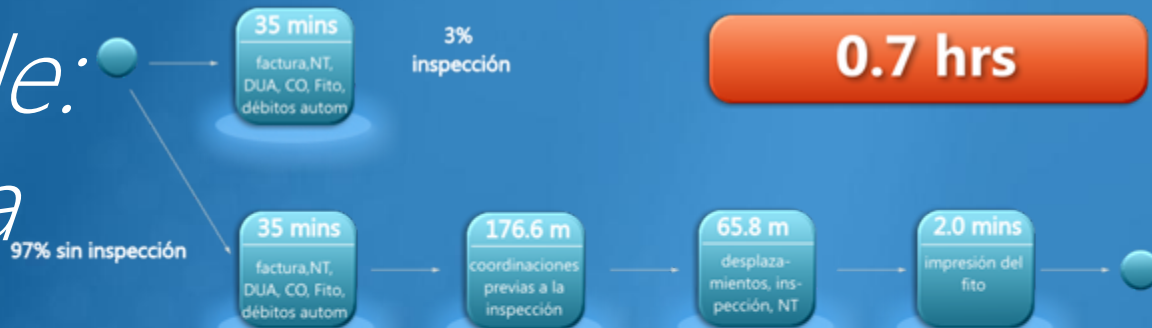 35 mins
factura,NT,
DUA, CO, Fito,
débitos autom
3%
inspección
0.7 hrs
97% sin inspección
35 mins
factura,NT,
DUA, CO, Fito,
débitos autom
176.6 m
coordinaciones
previas a la
inspección
65.8 m
desplaza-
mientos, ins-
pección, NT
2.0 mins
impresión del
fito